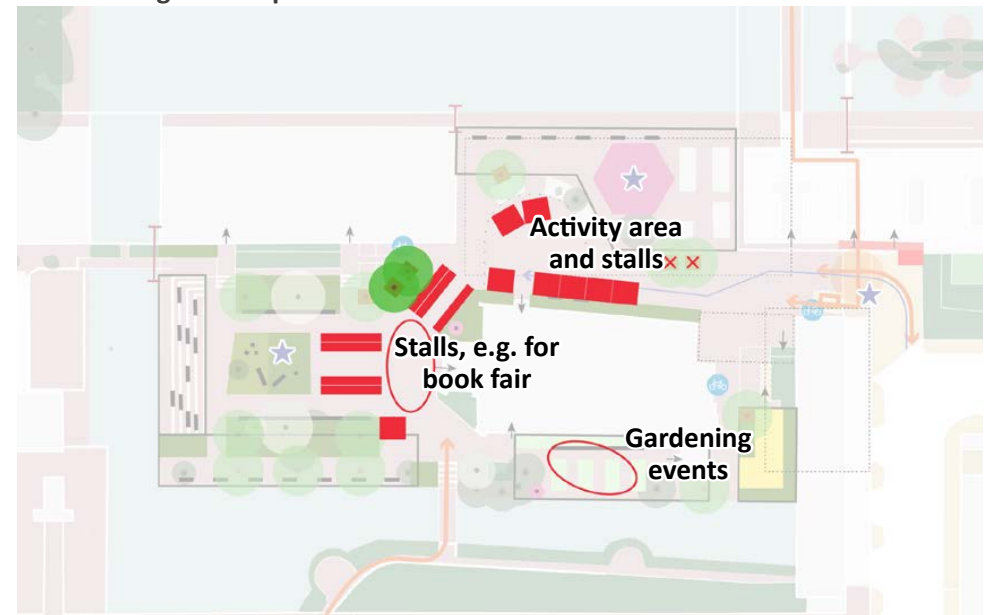 Activity area
and stalls
Stalls, e.g. for
book fair
Gardening
events